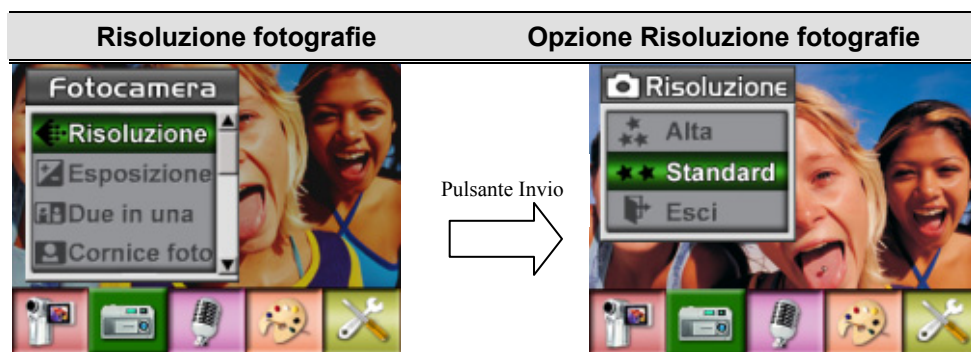 Risoluzione fotografie
Opzione Risoluzione fotografie
Fotocamera
Risoluzione
Esposizione
Due in una
Cornice foto
Pulsante Invio
Risoluzione
Alta
Standard
Esci